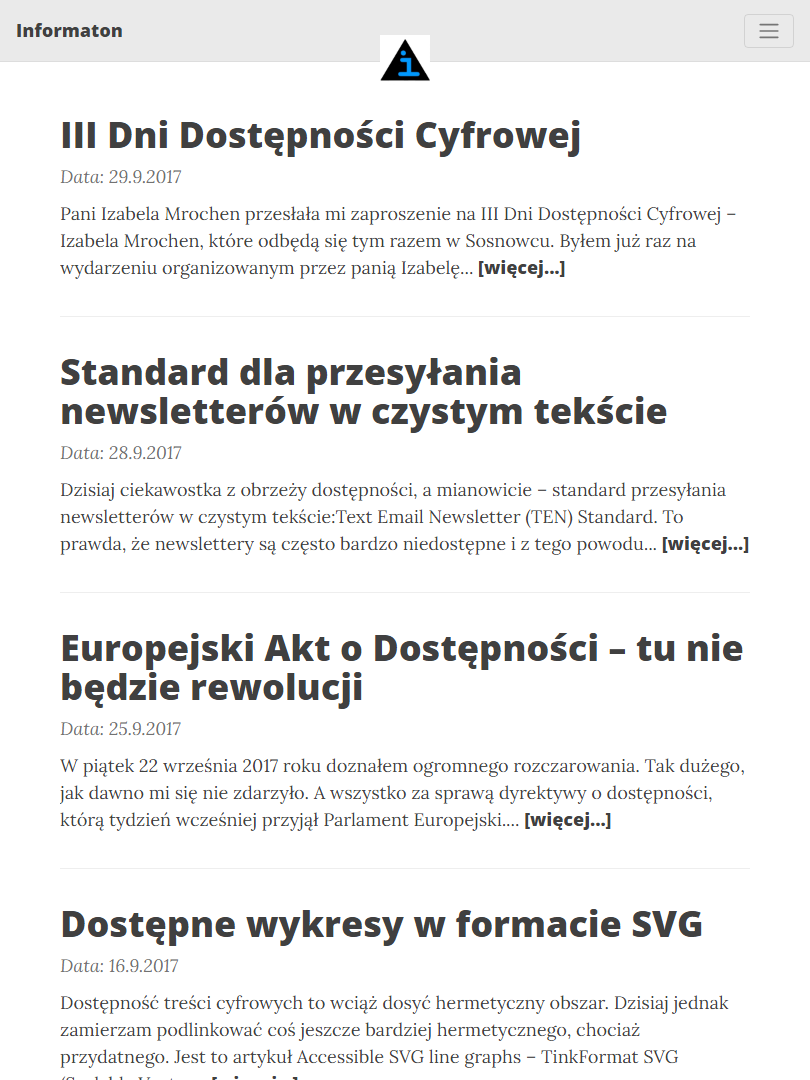 Informaton
i
III Dni Dostępności Cyfrowej
Data: 29.9.2017
Pani Izabela Mrochen przesłała mi zaproszenie na III Dni Dostępności Cyfrowej –
Izabela Mrochen, które odbędą się tym razem w Sosnowcu. Byłem już raz na
wydarzeniu organizowanym przez panią Izabelę... [więcej...]
Standard dla przesyłania
newsletterów w czystym tekście
Data: 28.9.2017
Dzisiaj ciekawostka z obrzeży dostępności, a mianowicie – standard przesyłania
newsletterów w czystym tekście:Text Email Newsletter (TEN) Standard. To
prawda, że newslettery są często bardzo niedostępne i z tego powodu... [więcej...]
Europejski Akt o Dostępności – tu nie
będzie rewolucji
Data: 25.9.2017
W piątek 22 września 2017 roku doznałem ogromnego rozczarowania. Tak dużego,
jak dawno mi się nie zdarzyło. A wszystko za sprawą dyrektywy o dostępności,
którą tydzień wcześniej przyjął Parlament Europejski.... [więcej...]
Dostępne wykresy w formacie SVG
Data: 16.9.2017
Dostępność treści cyfrowych to wciąż dosyć hermetyczny obszar. Dzisiaj jednak
zamierzam podlinkować coś jeszcze bardziej hermetycznego, chociaż
przydatnego. Jest to artykuł Accessible SVG line graphs – TinkFormat SVG